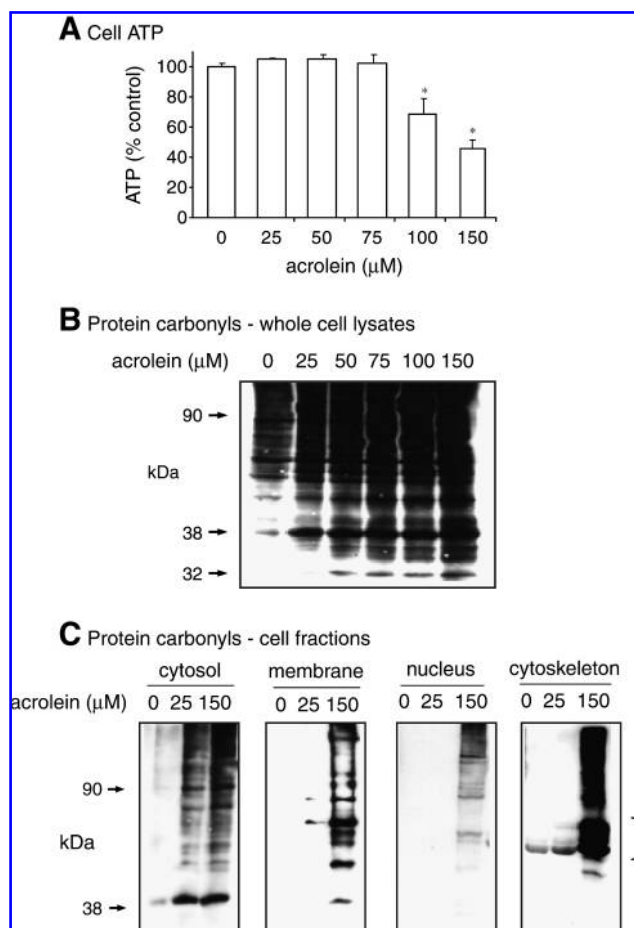 A Cell ATP
ATP (% control)
100
80
60
40
20
0
* *
0 25 50 75 100 150
acrolein (μM)
B Protein carbonyls - whole cell lysates
acrolein (μM) 0 25 50 75 100 150
90
kDa
38
32
C Protein carbonyls - cell fractions
cytosol membrane nucleus cytoskeleton
acrolein (μM) 0 25 150 0 25 150 0 25 150 0 25 150
90
kDa
38